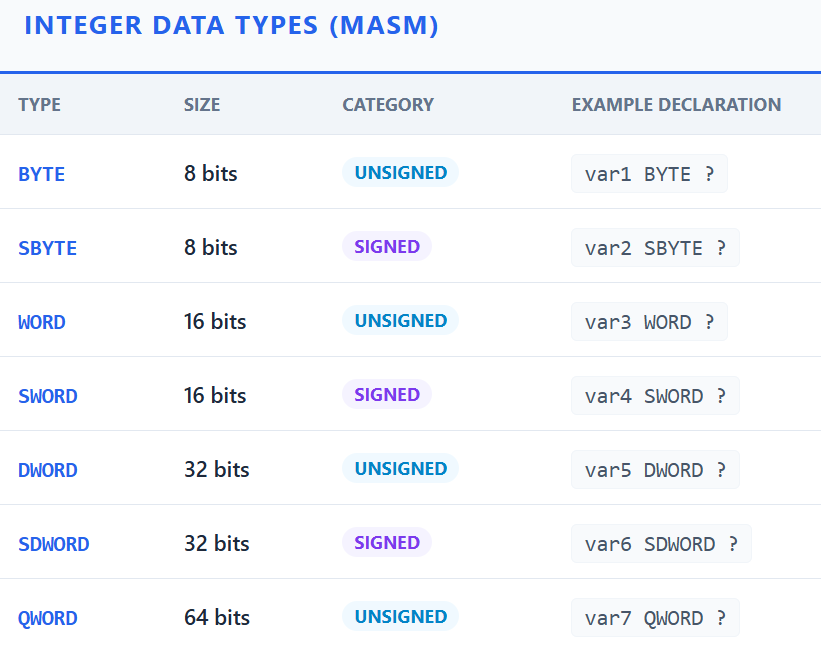 INTEGER DATA TYPES (MASM)
TYPE SIZE CATEGORY EXAMPLE DECLARATION
BYTE 8 bits UNSIGNED var1 BYTE ?
SBYTE 8 bits SIGNED var2 SBYTE ?
WORD 16 bits UNSIGNED var3 WORD ?
SWORD 16 bits SIGNED var4 SWORD ?
DWORD 32 bits UNSIGNED var5 DWORD ?
SDWORD 32 bits SIGNED var6 SDWORD ?
QWORD 64 bits UNSIGNED var7 QWORD ?